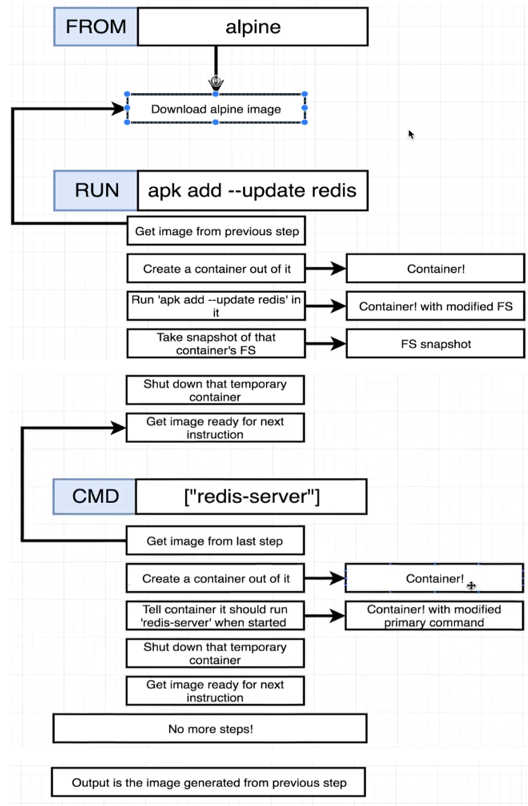 FROM alpine
Download alpine image
RUN apk add --update redis
Get image from previous step
Create a container out of it Container!
Run 'apk add --update redis' in
it
Container! with modified FS
Take snapshot of that
container's FS
FS snapshot
Shut down that temporary
container
Get image ready for next
instruction
CMD ["redis-server"]
Get image from last step
Create a container out of it Container!
Tell container it should run
'redis-server' when started
Container! with modified
primary command
Shut down that temporary
container
Get image ready for next
instruction
No more steps!
Output is the image generated from previous step